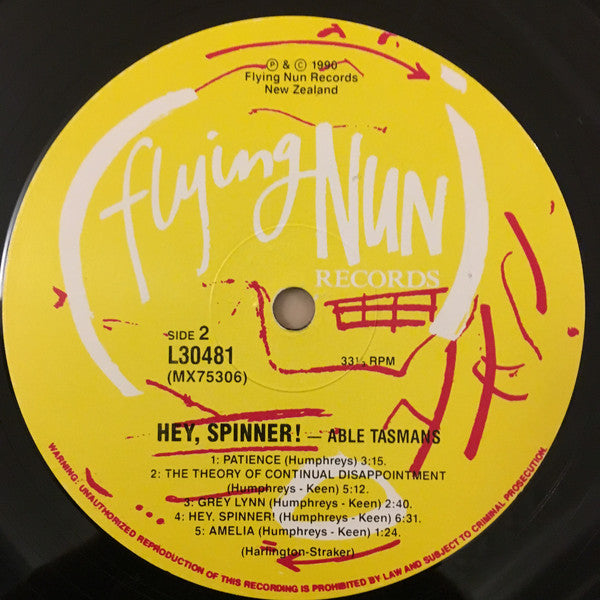 ℗ & © 1990
Flying Nun Records
New Zealand
flying NUN
RECORDS
SIDE 2
L30481
(MX75306)
33⅓ RPM
HEY, SPINNER! — ABLE TASMANS
1: PATIENCE (Humphreys) 3:15.
2: THE THEORY OF CONTINUAL DISAPPOINTMENT
(Humphreys - Keen) 5:12.
3: GREY LYNN (Humphreys - Keen) 2:40.
4: HEY, SPINNER! (Humphreys - Keen) 6:31.
5: AMELIA (Humphreys - Keen) 1:24.
(Harlington-Straker)
WARNING: UNAUTHORIZED REPRODUCTION OF THIS RECORDING IS PROHIBITED BY LAW AND SUBJECT TO CRIMINAL PROSECUTION